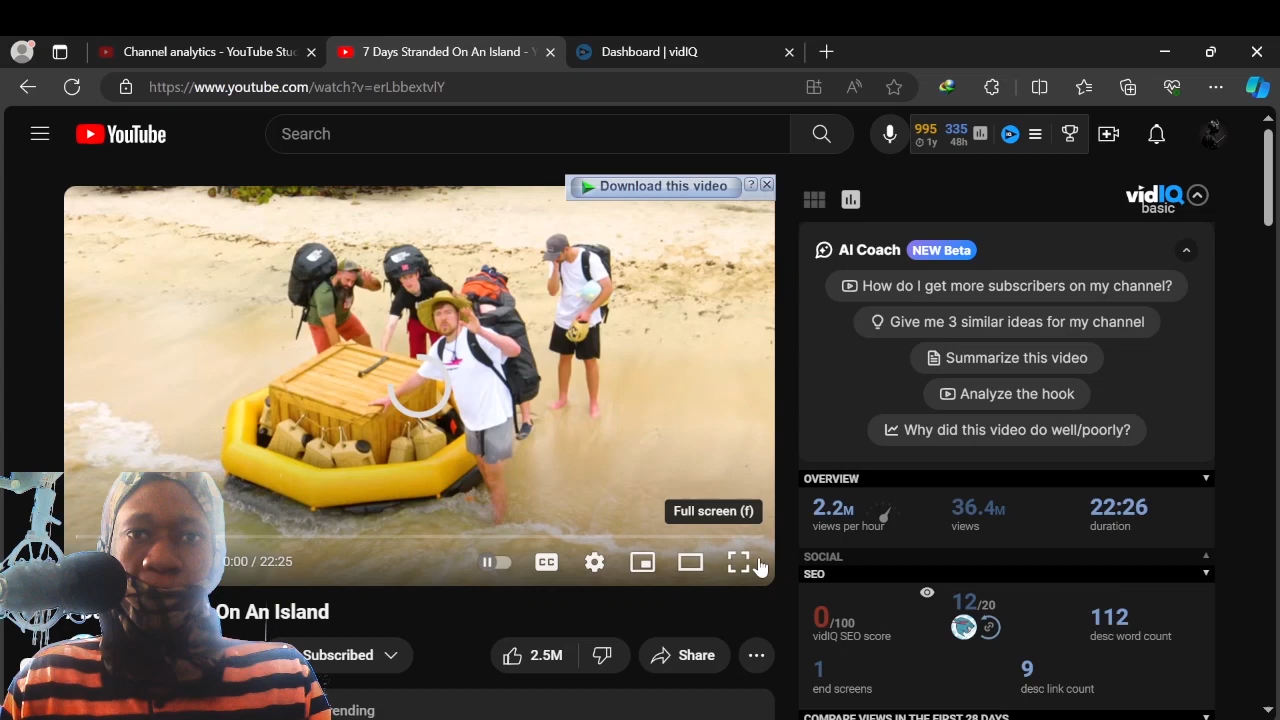 Channel analytics - YouTube Stud
7 Days Stranded On An Island - Y
Dashboard | vidIQ
https://www.youtube.com/watch?v=erLbbextvlY
YouTube
Search
995
335
1y
48h
Download this video
?
vidIQ
basic
AI Coach NEW Beta
How do I get more subscribers on my channel?
Give me 3 similar ideas for my channel
Summarize this video
Analyze the hook
Why did this video do well/poorly?
OVERVIEW
2.2M
36.4M
22:26
views per hour
views
duration
SOCIAL
SEO
Full screen (f)
0:00 / 22:25
CC
On An Island
0/100
12/20
112
vidIQ SEO score
desc word count
1
9
end screens
desc link count
Subscribed
2.5M
Share
ending
COMPARE VIEWS IN THE FIRST 28 DAYS